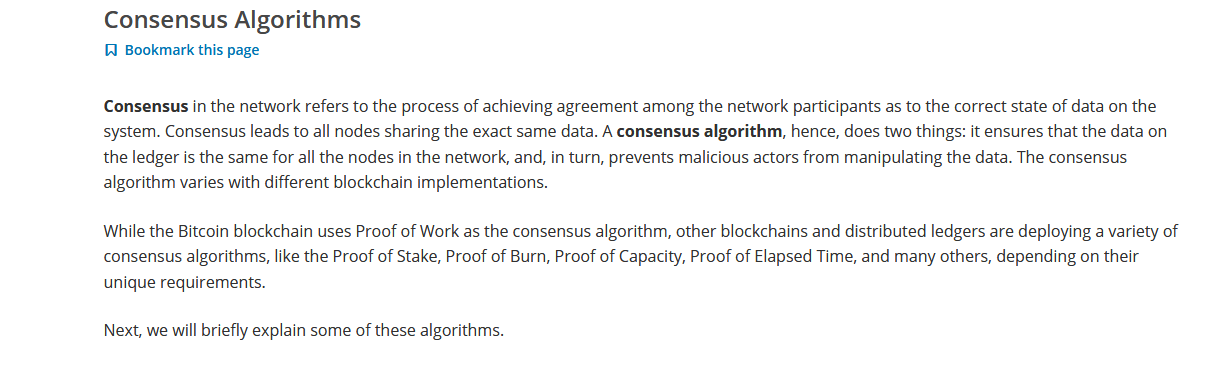 Consensus Algorithms
Bookmark this page
Consensus in the network refers to the process of achieving agreement among the network participants as to the correct state of data on the
system. Consensus leads to all nodes sharing the exact same data. A consensus algorithm, hence, does two things: it ensures that the data on
the ledger is the same for all the nodes in the network, and, in turn, prevents malicious actors from manipulating the data. The consensus
algorithm varies with different blockchain implementations.
While the Bitcoin blockchain uses Proof of Work as the consensus algorithm, other blockchains and distributed ledgers are deploying a variety of
consensus algorithms, like the Proof of Stake, Proof of Burn, Proof of Capacity, Proof of Elapsed Time, and many others, depending on their
unique requirements.
Next, we will briefly explain some of these algorithms.